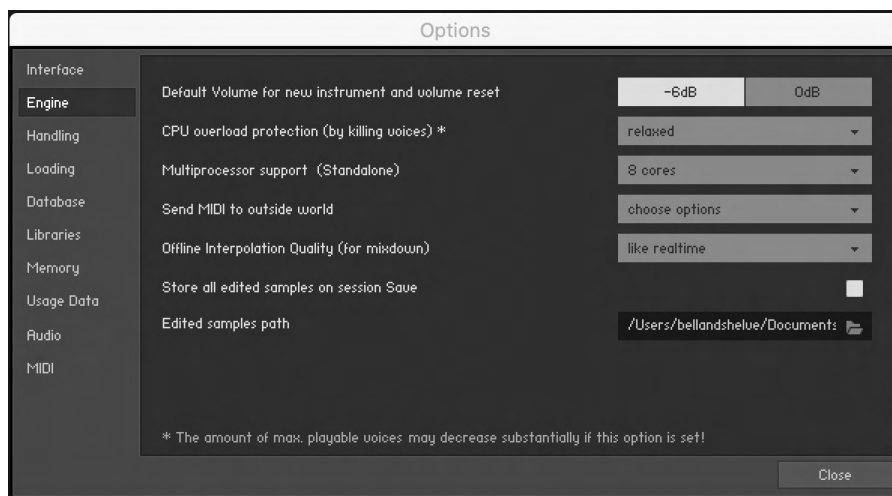 Options
Interface
Engine
Handling
Loading
Database
Libraries
Memory
Usage Data
Audio
MIDI
Default Volume for new instrument and volume reset -6dB 0dB
CPU overload protection (by killing voices) * relaxed
Multiprocessor support (Standalone) 8 cores
Send MIDI to outside world choose options
Offline Interpolation Quality (for mixdown) like realtime
Store all edited samples on session Save
Edited samples path /Users/bellandshelve/Documents
* The amount of max. playable voices may decrease substantially if this option is set!
Close